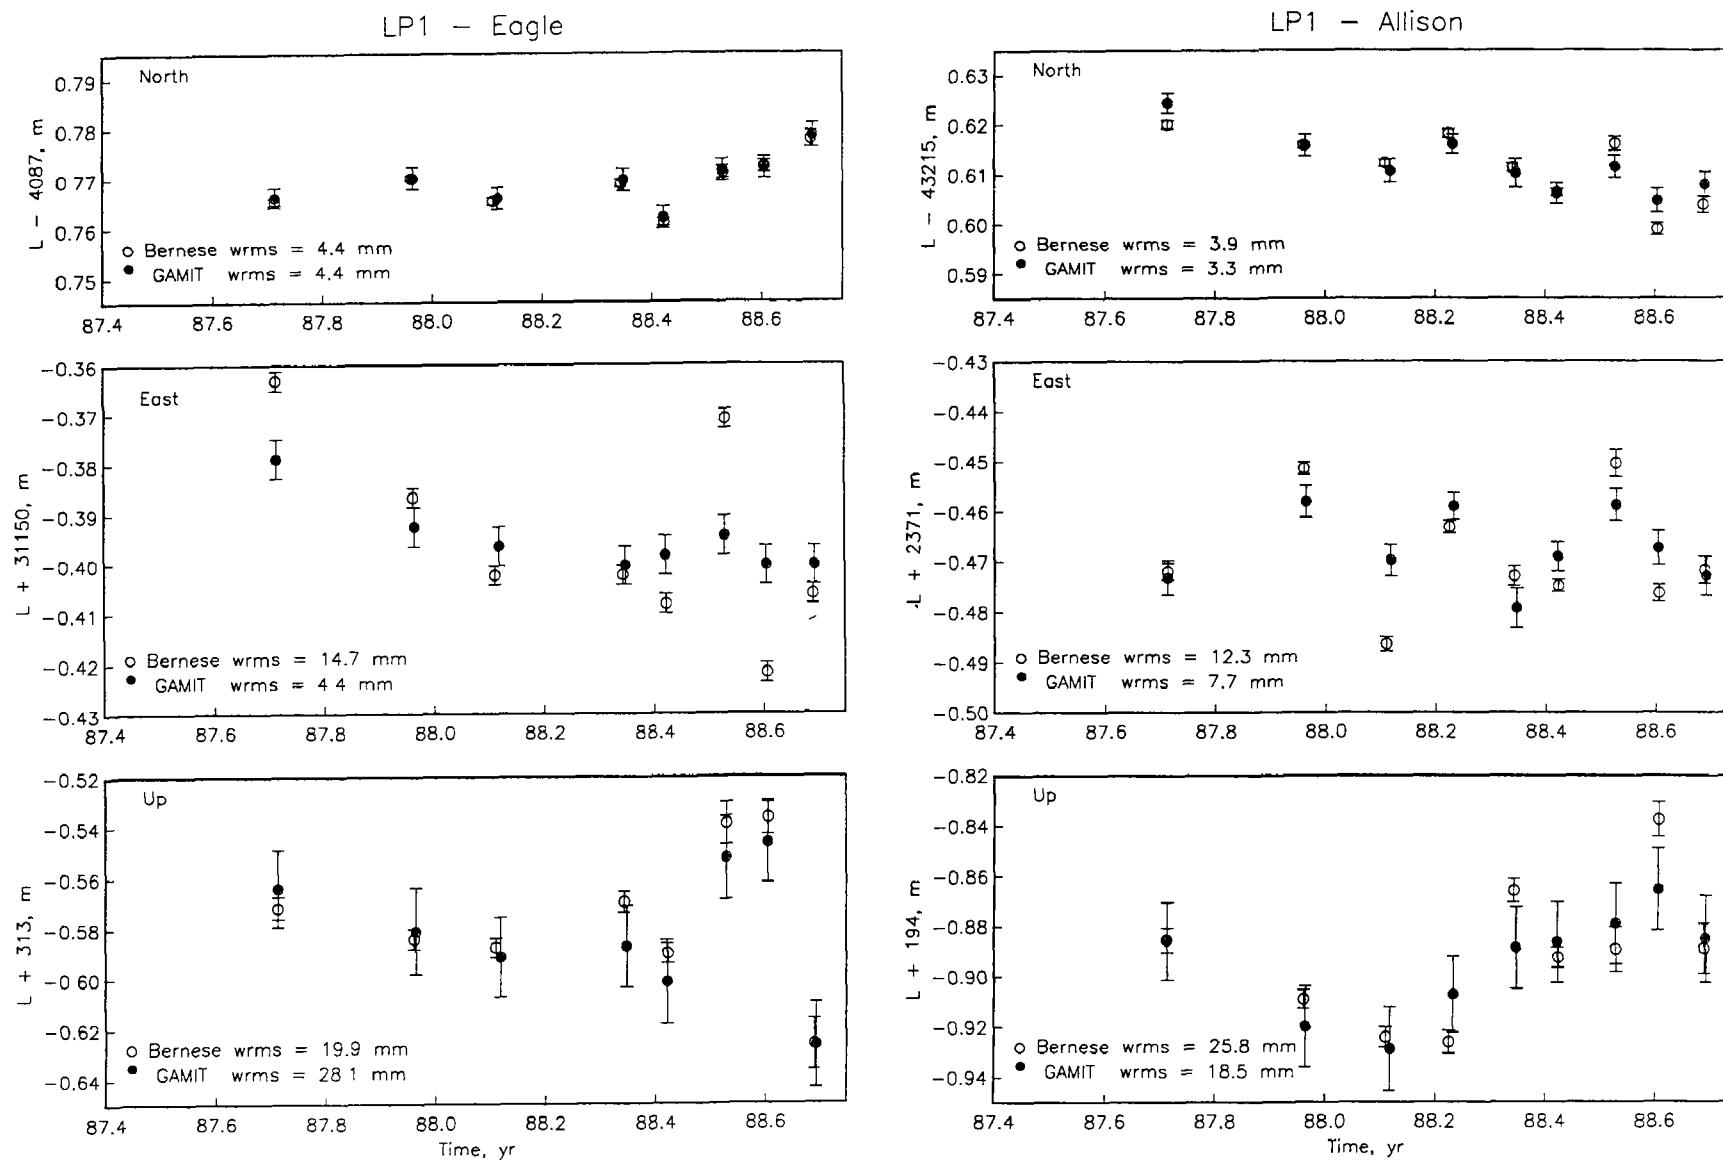 LP1 – Eagle
North
0.79
0.78
0.77
0.76
0.75
L – 4087, m
○ Bernese wrms = 4.4 mm
● GAMIT wrms = 4.4 mm
87.4 87.6 87.8 88.0 88.2 88.4 88.6
East
–0.36
–0.37
–0.38
–0.39
–0.40
–0.41
–0.42
–0.43
L + 31150, m
○ Bernese wrms = 14.7 mm
● GAMIT wrms = 4 4 mm
87.4 87.6 87.8 88.0 88.2 88.4 88.6
Up
–0.52
–0.54
–0.56
–0.58
–0.60
–0.62
–0.64
L + 313, m
○ Bernese wrms = 19.9 mm
● GAMIT wrms = 28 1 mm
87.4 87.6 87.8 88.0 88.2 88.4 88.6
Time, yr
LP1 – Allison
North
0.63
0.62
0.61
0.60
0.59
L – 43215, m
○ Bernese wrms = 3.9 mm
● GAMIT wrms = 3.3 mm
87.4 87.6 87.8 88.0 88.2 88.4 88.6
East
–0.43
–0.44
–0.45
–0.46
–0.47
–0.48
–0.49
–0.50
L + 2371, m
○ Bernese wrms = 12.3 mm
● GAMIT wrms = 7.7 mm
87.4 87.6 87.8 88.0 88.2 88.4 88.6
Up
–0.82
–0.84
–0.86
–0.88
–0.90
–0.92
–0.94
L + 194, m
○ Bernese wrms = 25.8 mm
● GAMIT wrms = 18.5 mm
87.4 87.6 87.8 88.0 88.2 88.4 88.6
Time, yr